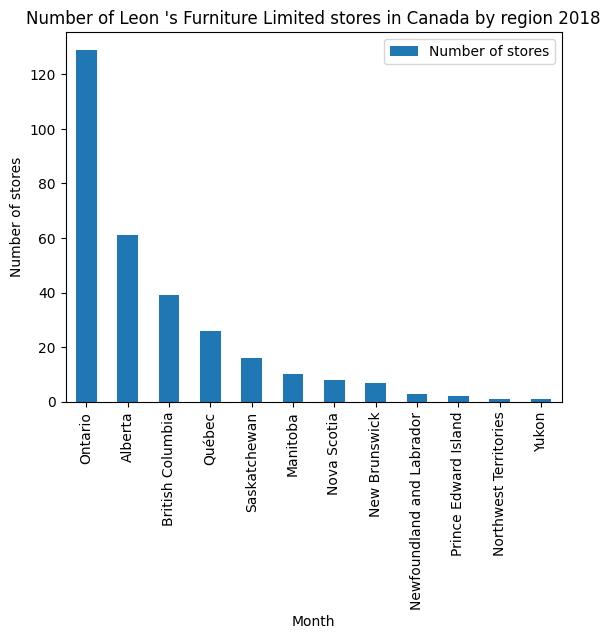 Number of Leon 's Furniture Limited stores in Canada by region 2018
Number of stores
Number of stores
120
100
80
60
40
20
0
Ontario
Alberta
British Columbia
Québec
Saskatchewan
Manitoba
Nova Scotia
New Brunswick
Newfoundland and Labrador
Prince Edward Island
Northwest Territories
Yukon
Month